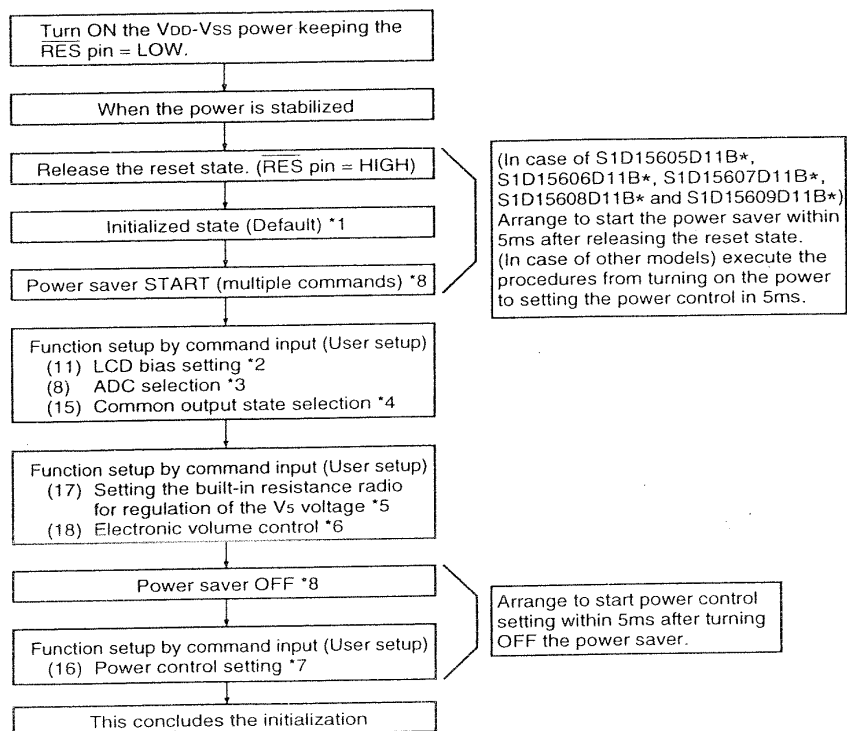 Turn ON the VDD-VSS power keeping the
RES pin = LOW.
When the power is stabilized
Release the reset state. (RES pin = HIGH)
Initialized state (Default) *1
Power saver START (multiple commands) *8
(In case of S1D15605D11B*,
S1D15606D11B*, S1D15607D11B*,
S1D15608D11B* and S1D15609D11B*)
Arrange to start the power saver within
5ms after releasing the reset state.
(In case of other models) execute the
procedures from turning on the power
to setting the power control in 5ms.
Function setup by command input (User setup)
(11) LCD bias setting *2
(8) ADC selection *3
(15) Common output state selection *4
Function setup by command input (User setup)
(17) Setting the built-in resistance radio
for regulation of the V5 voltage *5
(18) Electronic volume control *6
Power saver OFF *8
Function setup by command input (User setup)
(16) Power control setting *7
Arrange to start power control
setting within 5ms after turning
OFF the power saver.
This concludes the initialization